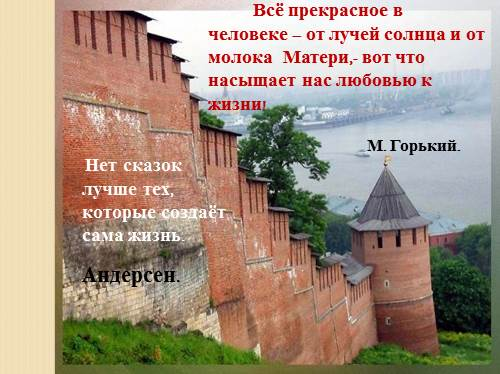 Всё прекрасное в
человеке – от лучей солнца и от
молока Матери,- вот что
насыщает нас любовью к
жизни!
М. Горький.
Нет сказок
лучше тех,
которые создаёт
сама жизнь.
Андерсен.